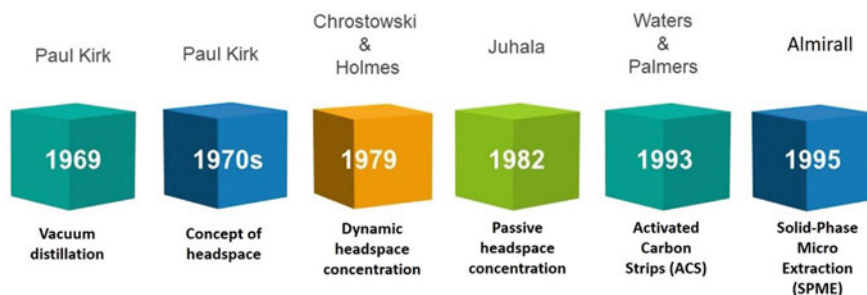 Paul Kirk
Paul Kirk
Chrostowski
&
Holmes
Juhala
Waters
&
Palmers
Almirall
1969
1970s
1979
1982
1993
1995
Vacuum
distillation
Concept of
headspace
Dynamic
headspace
concentration
Passive
headspace
concentration
Activated
Carbon
Strips (ACS)
Solid-Phase
Micro
Extraction
(SPME)